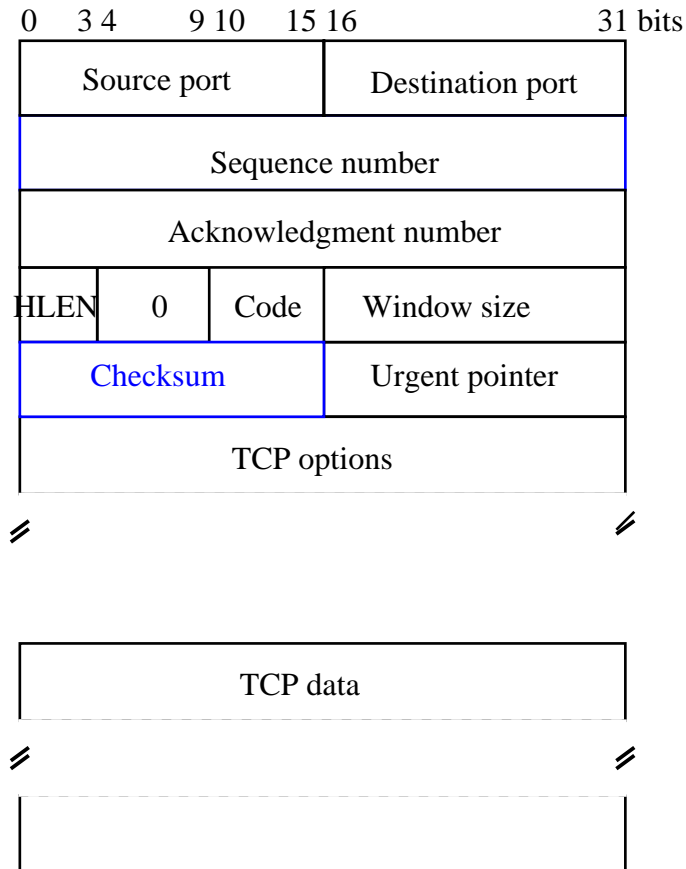 0 3 4 9 10 15 16 31 bits
Source port Destination port
Sequence number
Acknowledgment number
HLEN 0 Code Window size
Checksum Urgent pointer
TCP options
TCP data